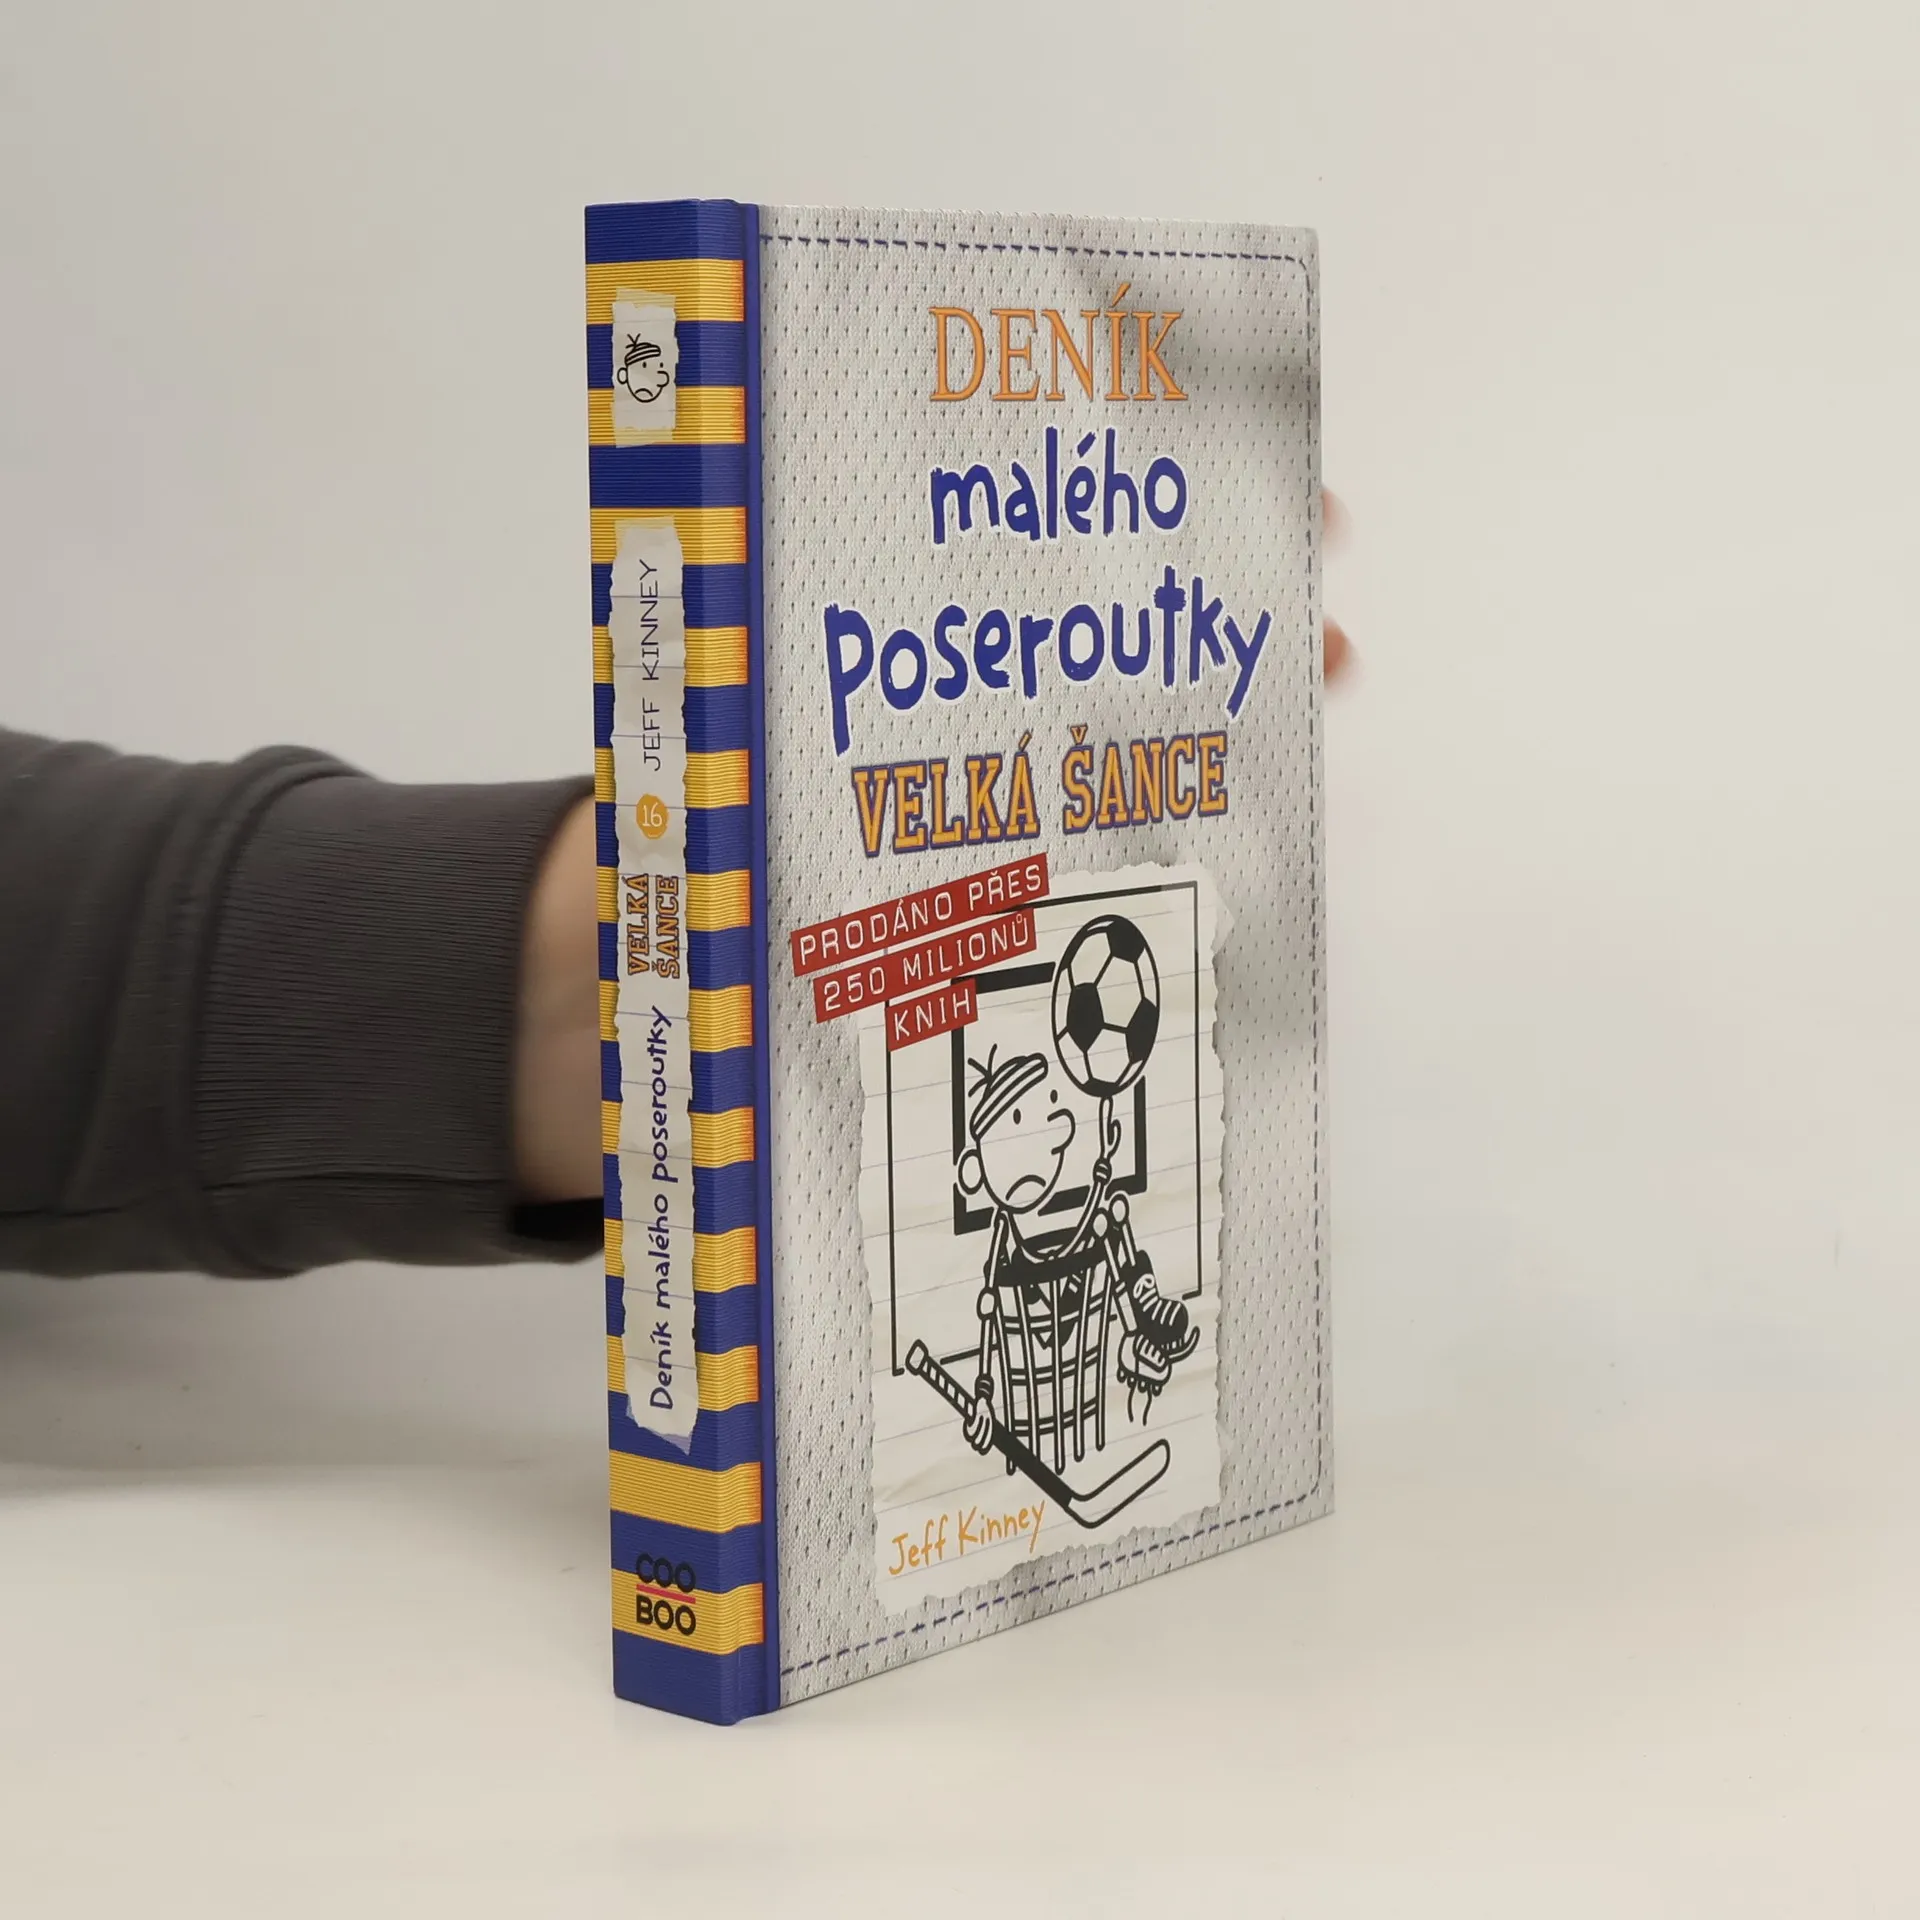 DENÍK
malého
poseroutky
VELKÁ ŠANCE
PRODÁNO PŘES
250 MILIONŮ
KNIH
Jeff Kinney
Deník malého poseroutky
VELKÁ
ŠANCE
16
JEFF KINNEY
COO
BOO